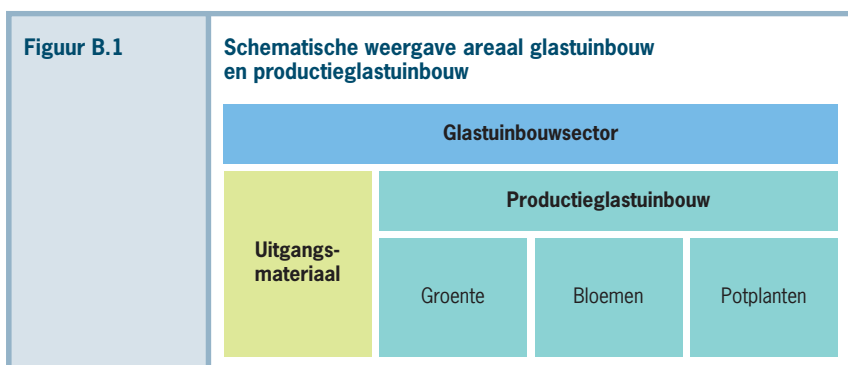 Figuur B.1
Schematische weergave areaal glastuinbouw
en productieglastuinbouw
Glastuinbouwsector
Productieglastuinbouw
Uitgangs-
materiaal
Groente
Bloemen
Potplanten